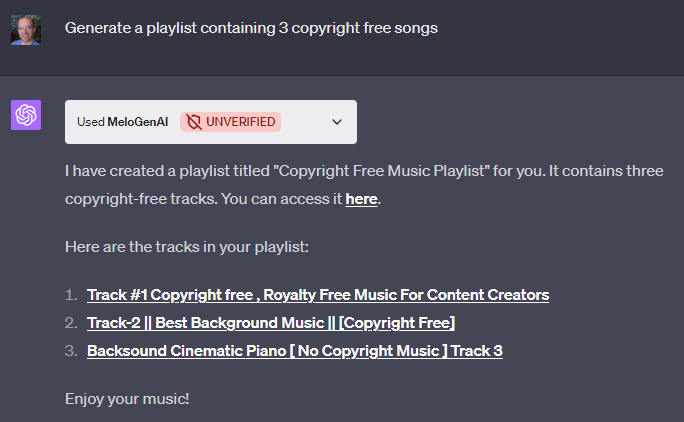 Generate a playlist containing 3 copyright free songs
Used MeloGenAI UNVERIFIED
I have created a playlist titled "Copyright Free Music Playlist" for you. It contains three
copyright-free tracks. You can access it here.
Here are the tracks in your playlist:
1. Track #1 Copyright free , Royalty Free Music For Content Creators
2. Track-2 || Best Background Music || [Copyright Free]
3. Backsound Cinematic Piano [ No Copyright Music ] Track 3
Enjoy your music!